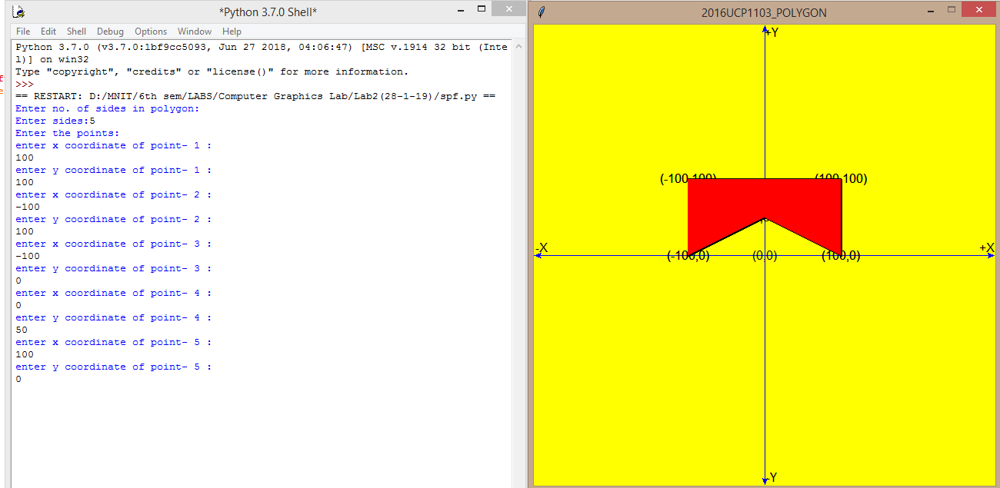 *Python 3.7.0 Shell*
File Edit Shell Debug Options Window Help
Python 3.7.0 (v3.7.0:1bf9cc5093, Jun 27 2018, 04:06:47) [MSC v.1914 32 bit (Inte
l)] on win32
Type "copyright", "credits" or "license()" for more information.
>>>
== RESTART: D:/MNIT/6th sem/LABS/Computer Graphics Lab/Lab2(28-1-19)/spf.py ==
Enter no. of sides in polygon:
Enter sides:5
Enter the points:
enter x coordinate of point- 1 :
100
enter y coordinate of point- 1 :
100
enter x coordinate of point- 2 :
-100
enter y coordinate of point- 2 :
100
enter x coordinate of point- 3 :
-100
enter y coordinate of point- 3 :
0
enter x coordinate of point- 4 :
0
enter y coordinate of point- 4 :
50
enter x coordinate of point- 5 :
100
enter y coordinate of point- 5 :
0
f
e
2016UCP1103_POLYGON
+Y
(-100,100) (100,100)
-X +X
(-100,0) (0,0) (100,0)
-Y